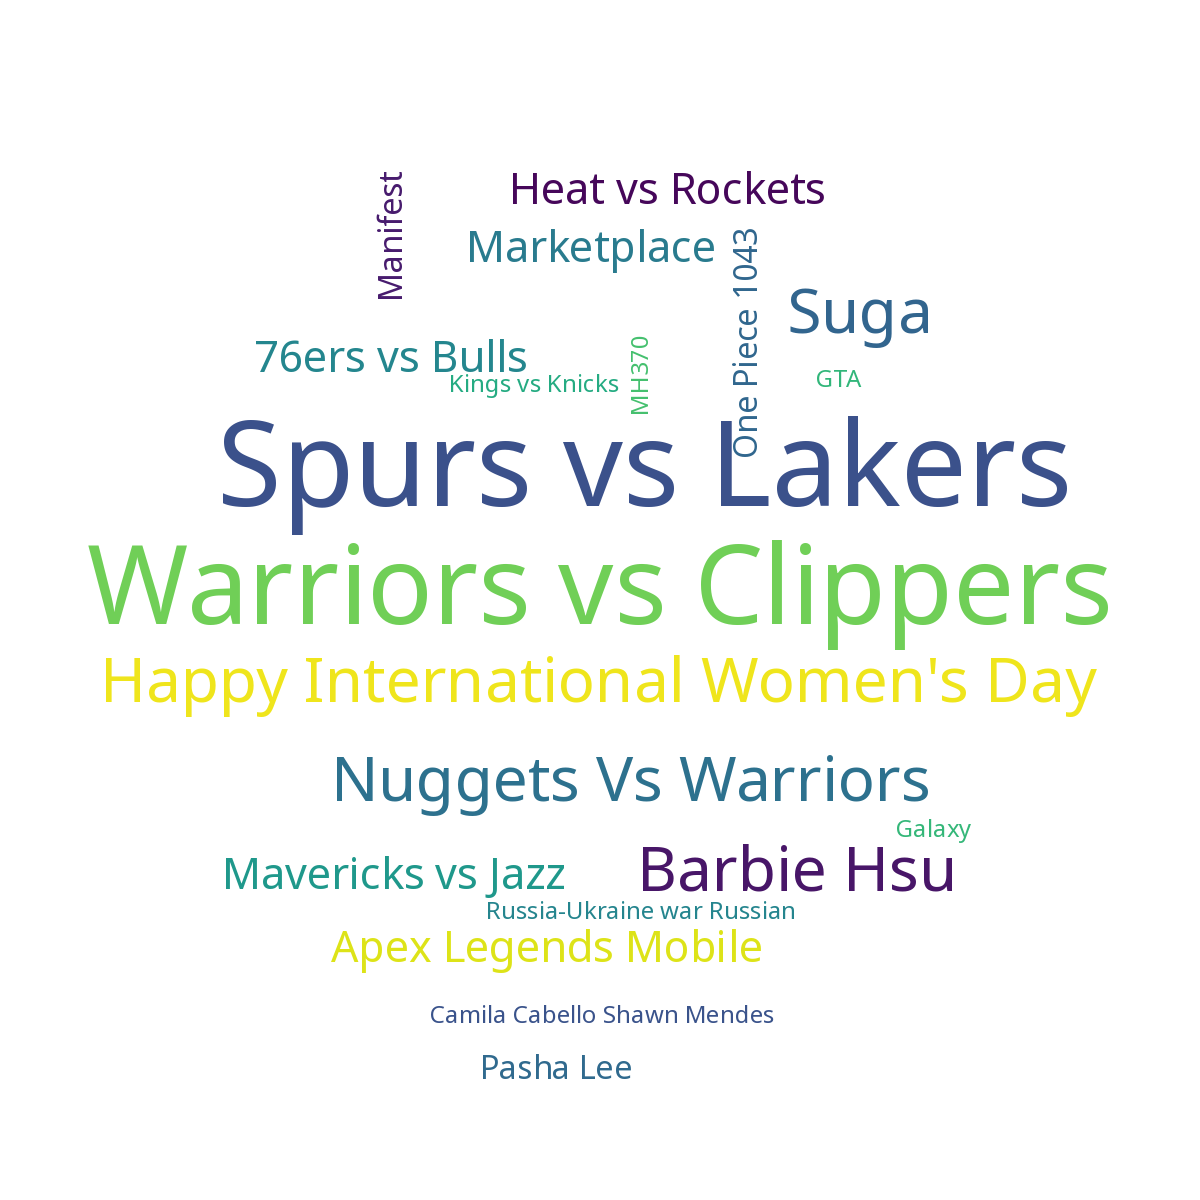 Manifest
Heat vs Rockets
Marketplace
One Piece 1043
Suga
76ers vs Bulls
Kings vs Knicks
MH370
GTA
Spurs vs Lakers
Warriors vs Clippers
Happy International Women's Day
Nuggets Vs Warriors
Galaxy
Mavericks vs Jazz
Barbie Hsu
Russia-Ukraine war Russian
Apex Legends Mobile
Camila Cabello Shawn Mendes
Pasha Lee